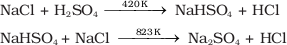 NaCl + H₂SO₄ —420 K→ NaHSO₄ + HCl
NaHSO₄ + NaCl —823 K→ Na₂SO₄ + HCl